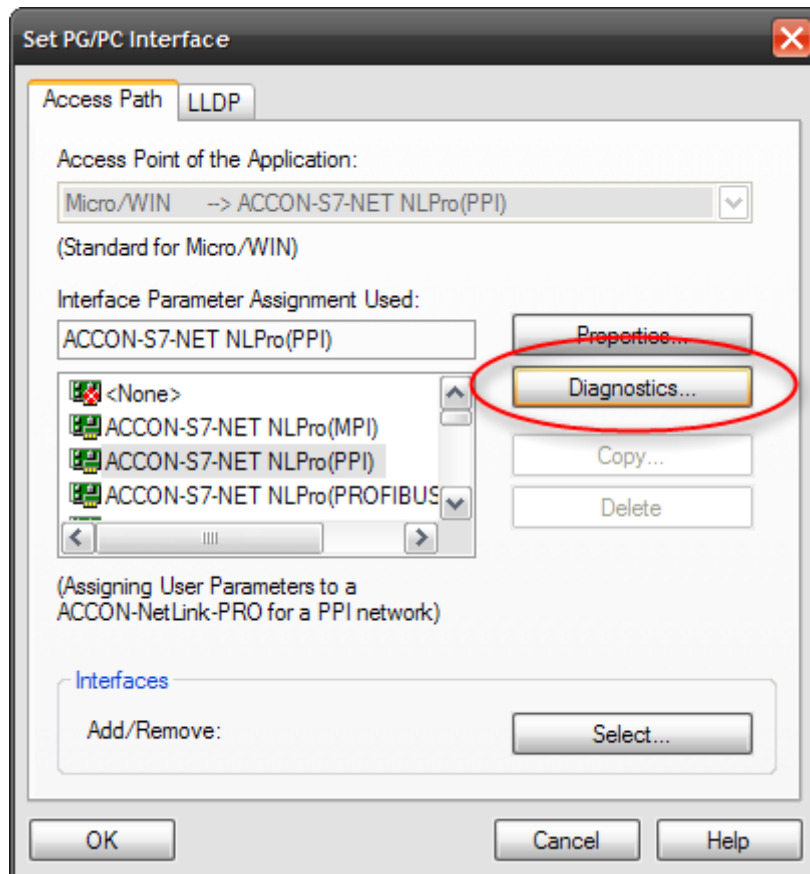 Set PG/PC Interface
Access Path
LLDP
Access Point of the Application:
Micro/WIN --> ACCON-S7-NET NLPro(PPI)
(Standard for Micro/WIN)
Interface Parameter Assignment Used:
ACCON-S7-NET NLPro(PPI)
Properties...
<None>
Diagnostics...
ACCON-S7-NET NLPro(MPI)
ACCON-S7-NET NLPro(PPI)
Copy...
ACCON-S7-NET NLPro(PROFIBUS
Delete
(Assigning User Parameters to a
ACCON-NetLink-PRO for a PPI network)
Interfaces
Add/Remove:
Select...
OK
Cancel
Help